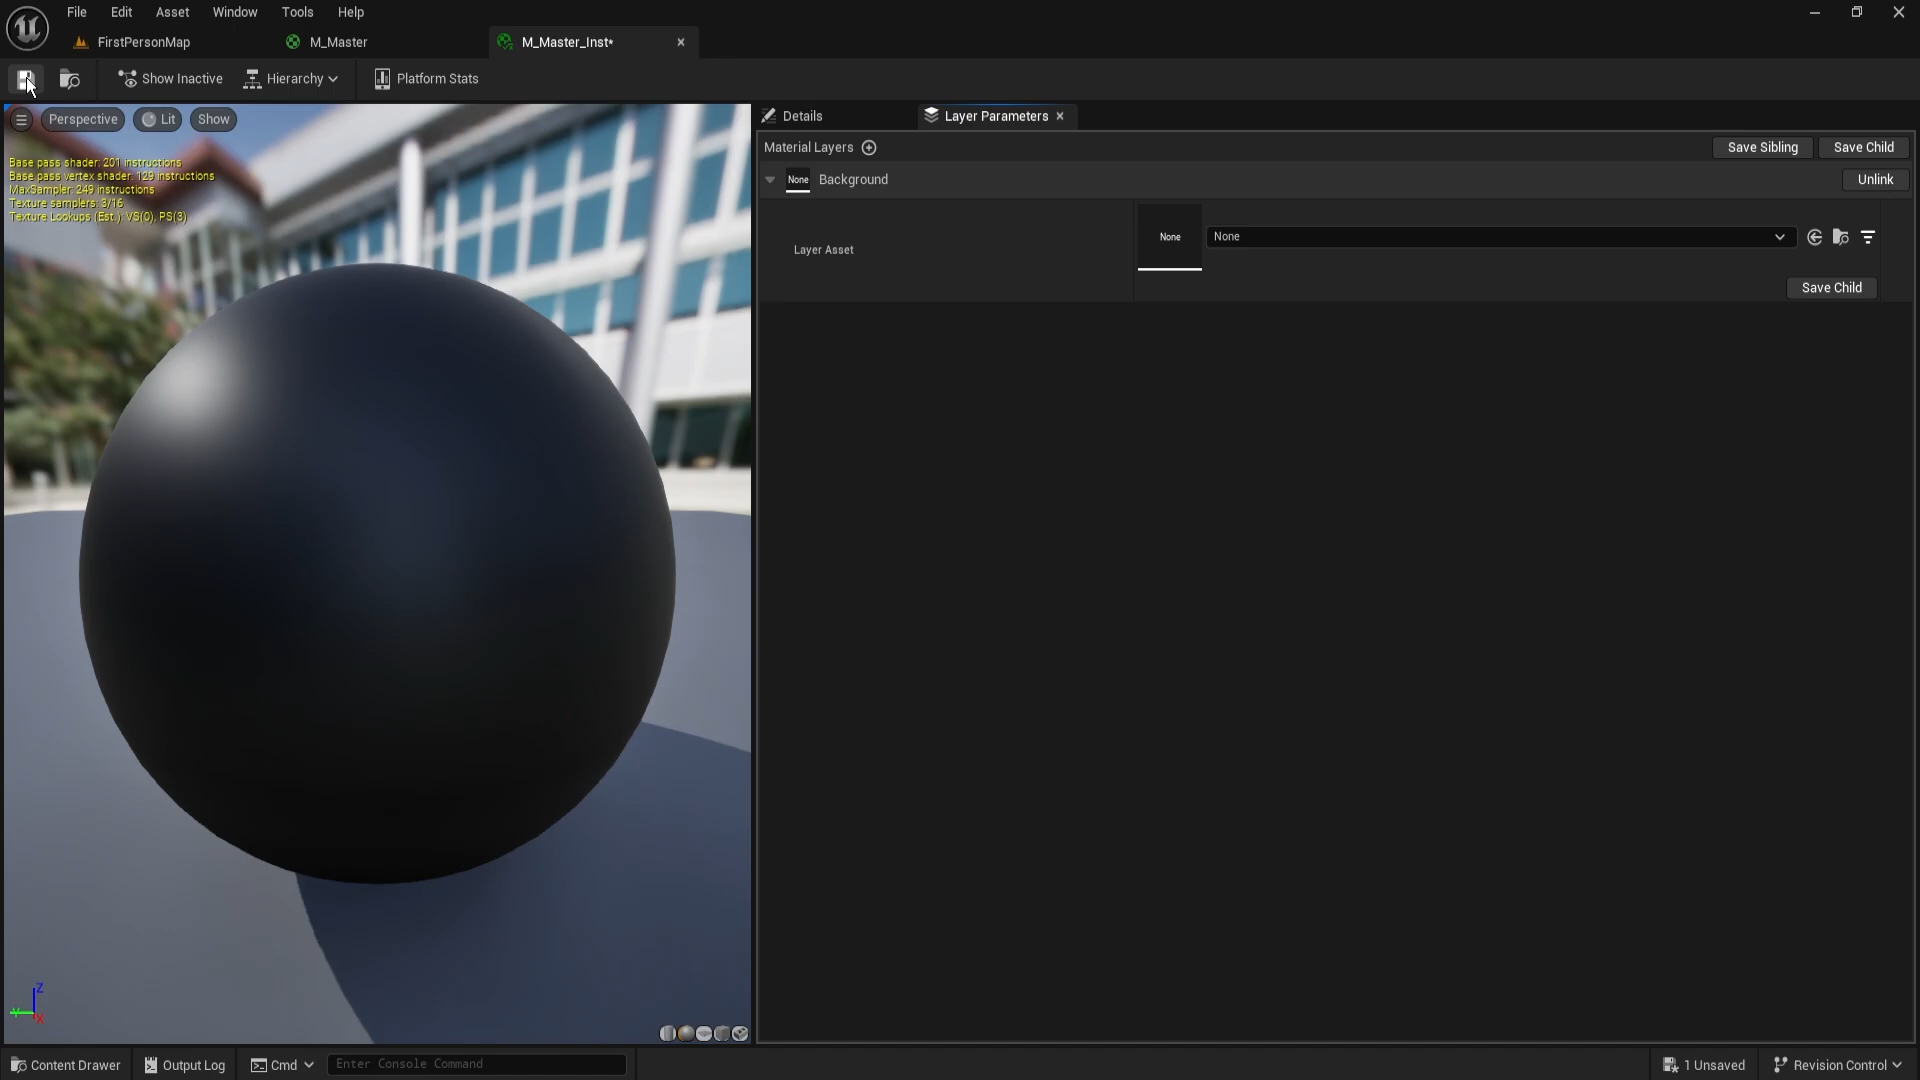 File Edit Asset Window Tools Help
FirstPersonMap M_Master M_Master_Inst*
Show Inactive Hierarchy Platform Stats
Perspective Lit Show
Base pass shader: 201 instructions
Base pass vertex shader: 129 instructions
MaxSampler: 249 instructions
Texture samplers: 3/16
Texture Lookups (Est.): VS(0), PS(3)
Z
Y
X
Details Layer Parameters
Material Layers Save Sibling Save Child
None Background Unlink
Layer Asset None None
Save Child
Content Drawer Output Log Cmd Enter Console Command 1 Unsaved Revision Control